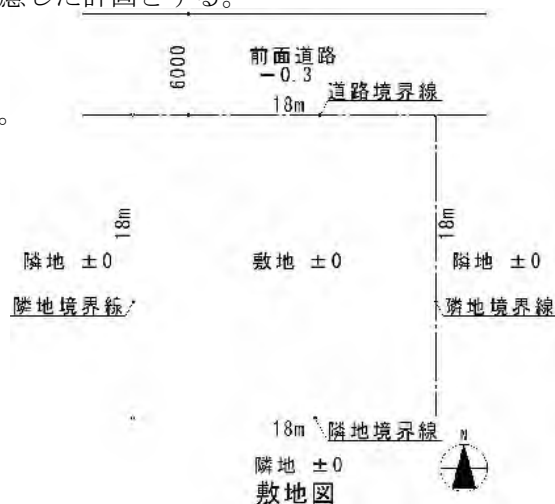 慮した計画とする。
6000
前面道路
-0.3
18m
道路境界線
。
18m
18m
隣地 ±0
敷地 ±0
隣地 ±0
隣地境界線
隣地境界線
18m
隣地境界線
隣地 ±0
N
敷地図